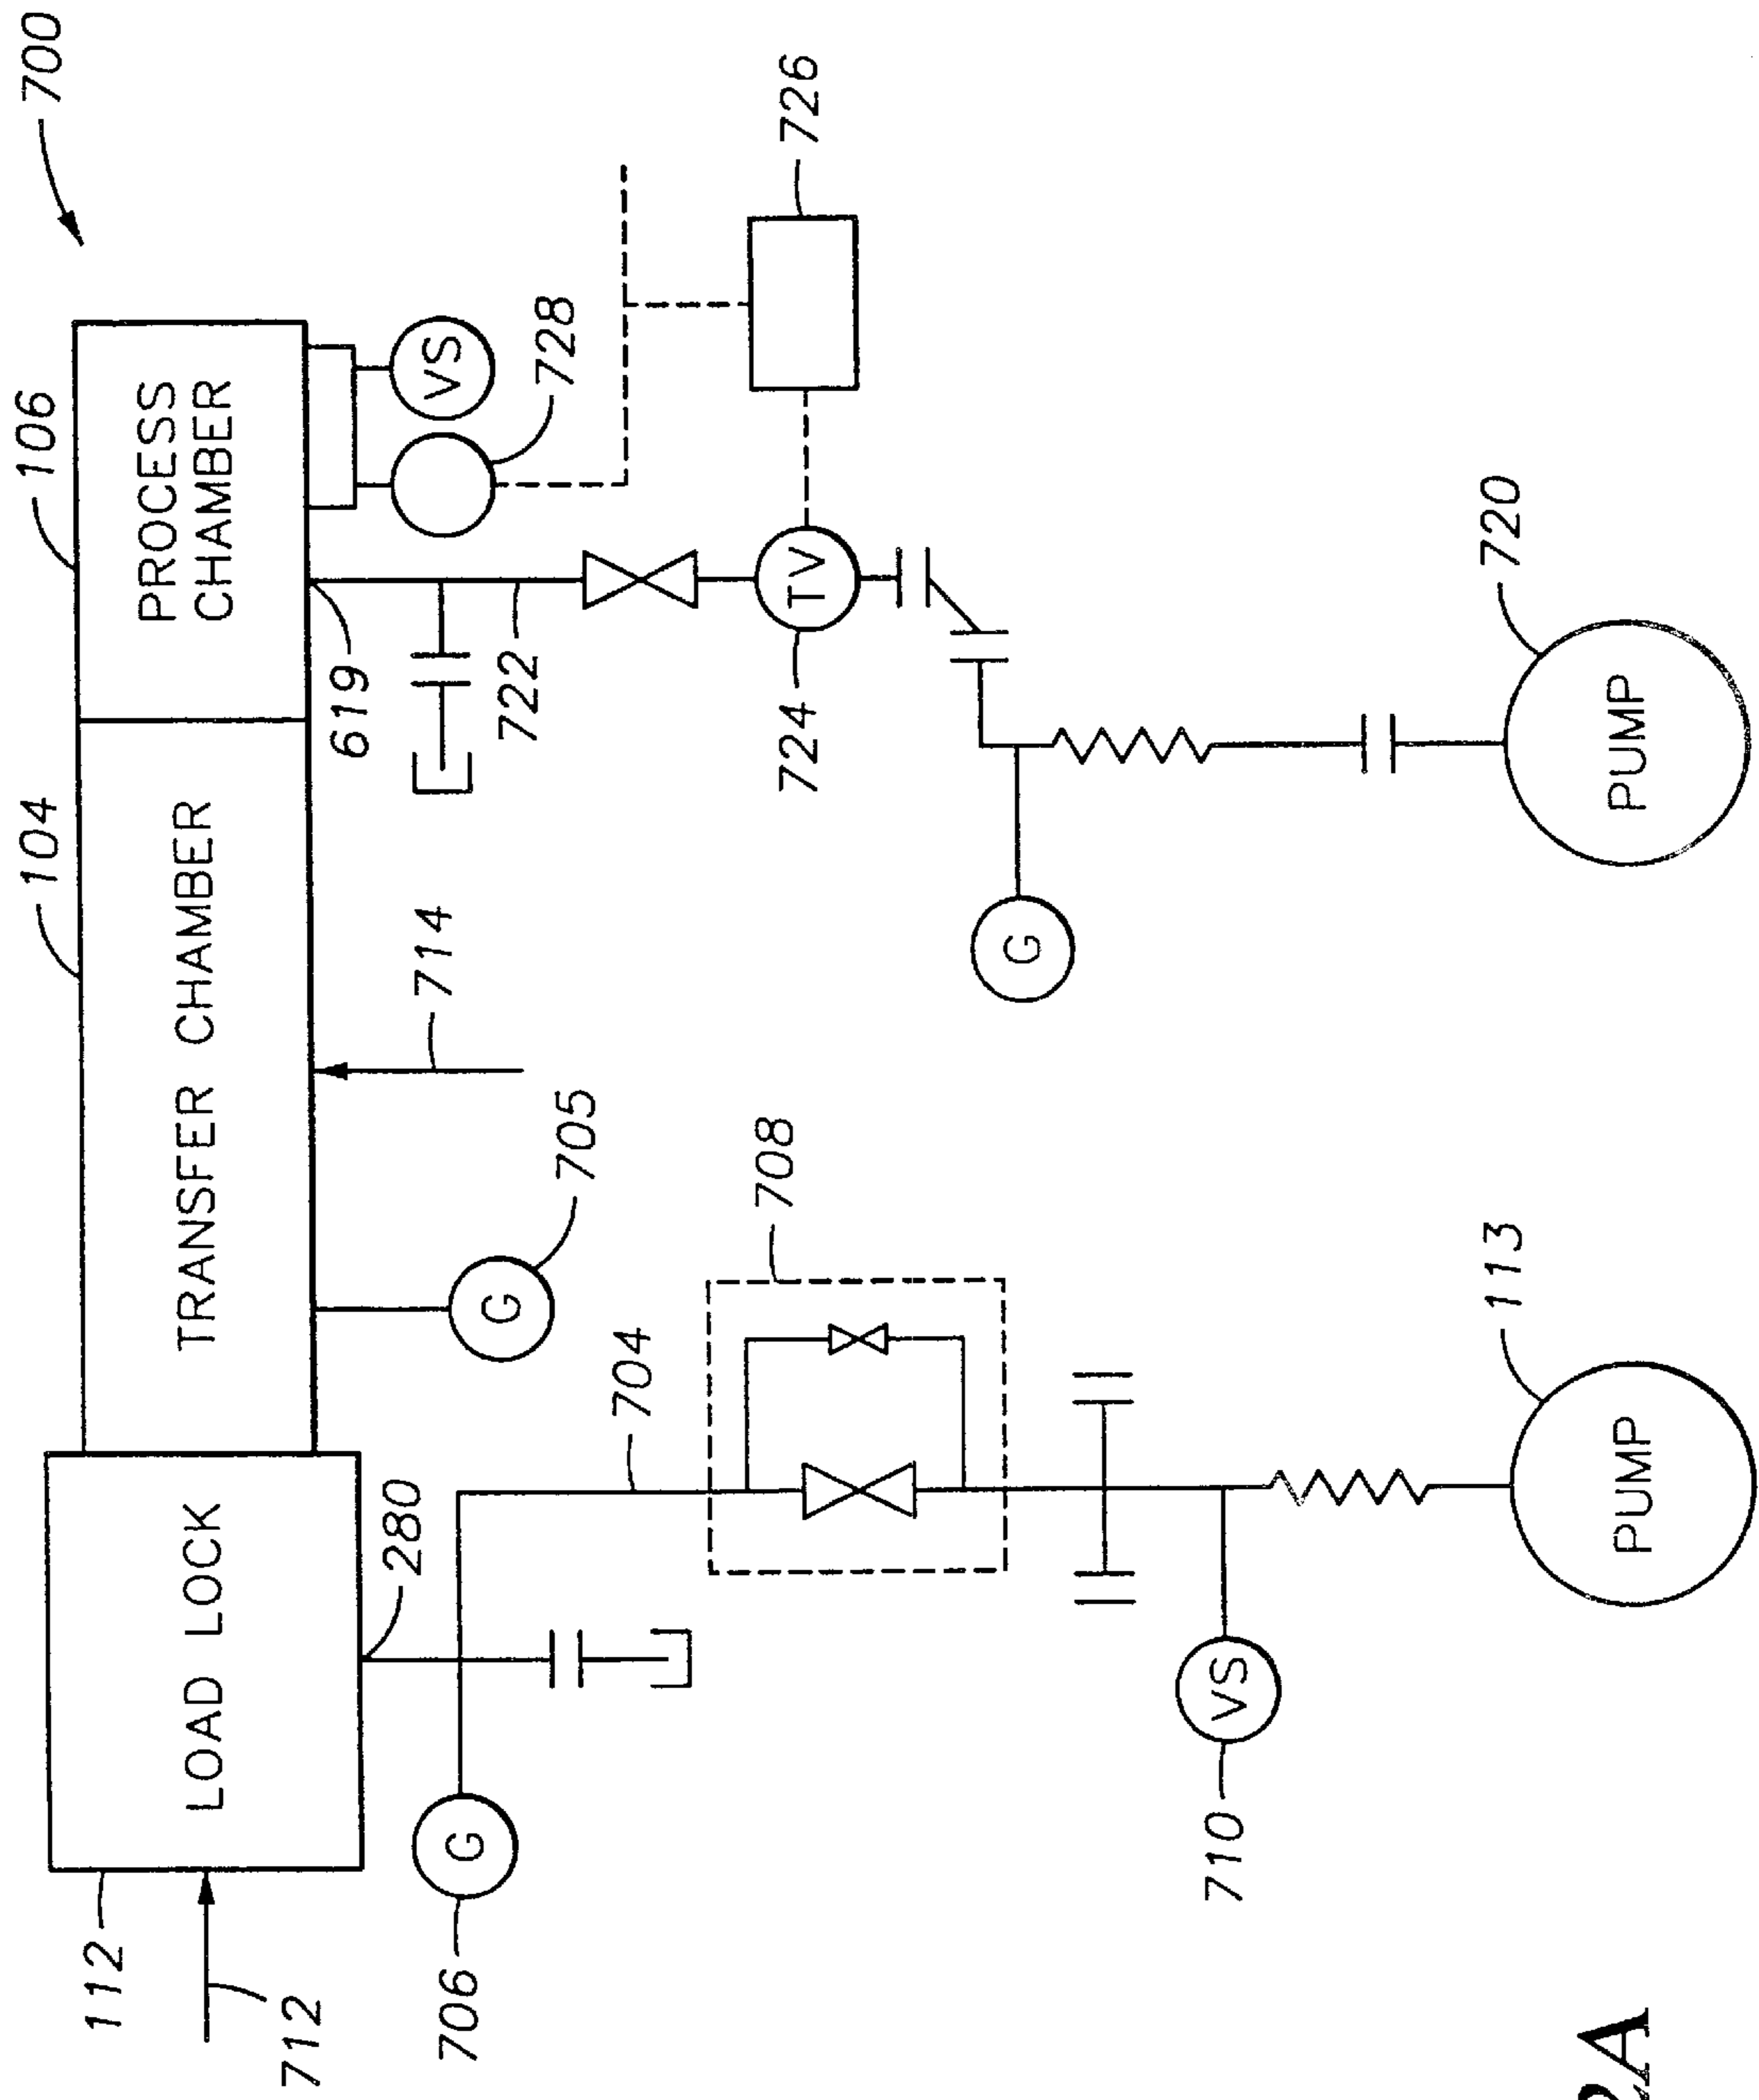 700
106
104
PROCESS
CHAMBER
TRANSFER CHAMBER
LOAD LOCK
112
712
280
619
VS
728
726
722
TV
724
714
G
705
G
706
704
708
G
VS
710
PUMP
720
PUMP
113